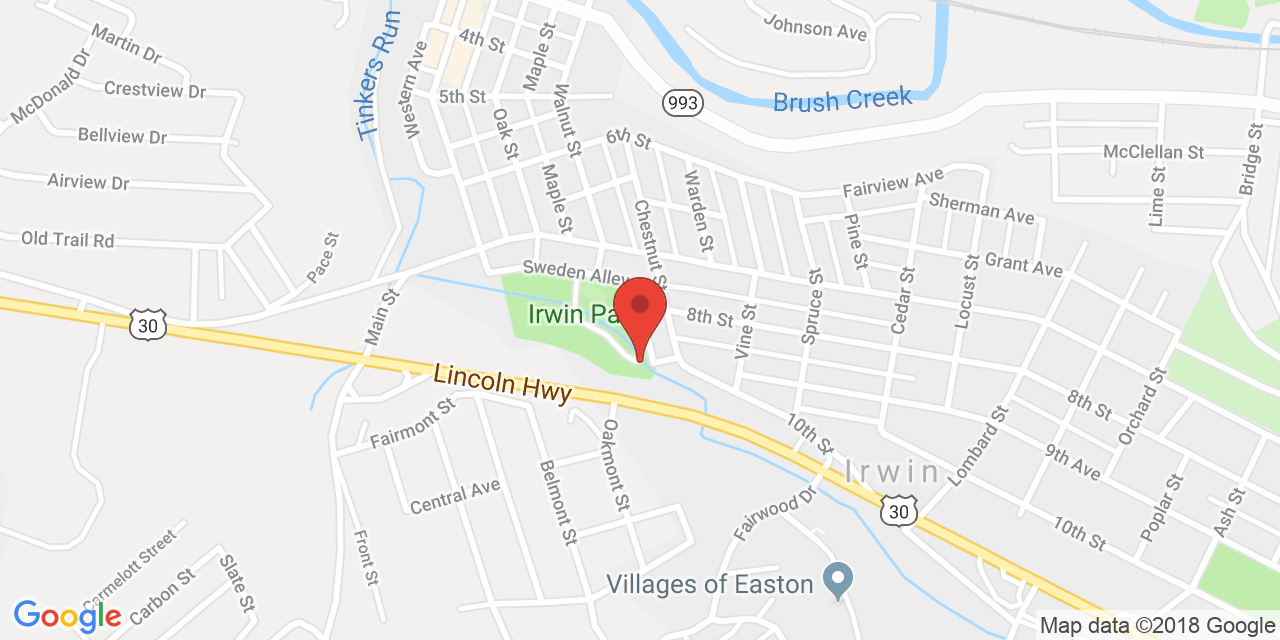 Martin Dr
McDonald Dr
Crestview Dr
Bellview Dr
Airview Dr
Old Trail Rd
Pace St
Tinkers Run
Western Ave
4th St
5th St
Maple St
Oak St
Walnut St
Maple St
6th St
993
Johnson Ave
Brush Creek
McClellan St
Bridge St
Lime St
Fairview Ave
Sherman Ave
Warden St
Chestnut St
Pine St
Grant Ave
Sweden Alley
Irwin Pa
8th St
Vine St
Spruce St
Cedar St
Locust St
30
Main St
Lincoln Hwy
Fairmont St
Central Ave
Belmont St
Oakmont St
Front St
Carmelott Street
Carbon St
Slate St
10th St
Irwin
30
Fairwood Dr
Villages of Easton
Lombard St
Orchard St
8th St
9th Ave
10th St
Poplar St
Ash St
Google
Map data ©2018 Google